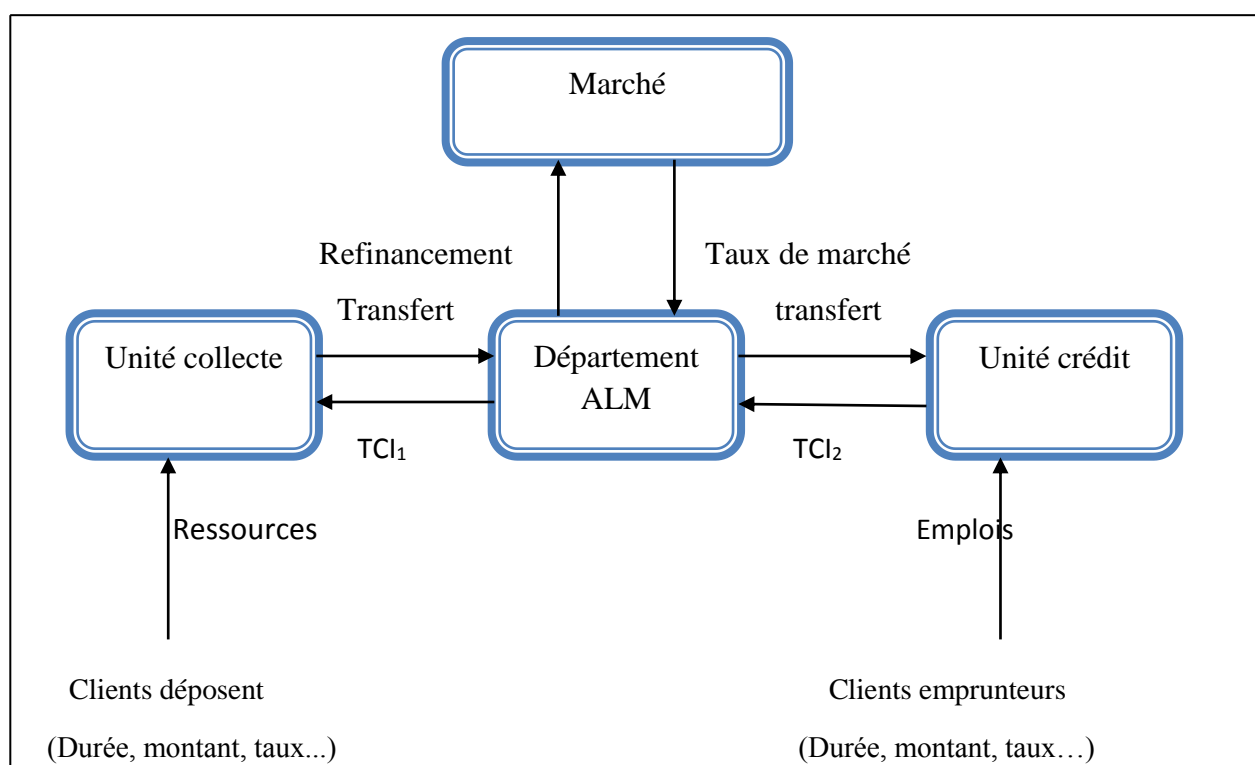 Marché
Refinancement
Taux de marché
Transfert
transfert
Unité collecte
Département
ALM
Unité crédit
TCI₁
TCI₂
Ressources
Emplois
Clients déposent
Clients emprunteurs
(Durée, montant, taux...)
(Durée, montant, taux…)